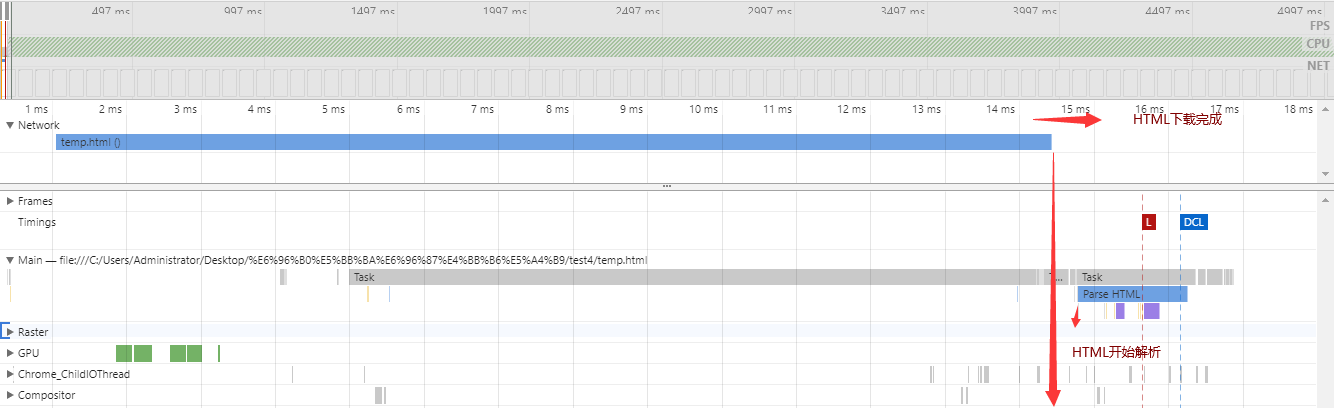 497 ms 997 ms 1497 ms 1997 ms 2497 ms 2997 ms 3497 ms 3997 ms 4497 ms 4997 ms
FPS
CPU
NET
1 ms 2 ms 3 ms 4 ms 5 ms 6 ms 7 ms 8 ms 9 ms 10 ms 11 ms 12 ms 13 ms 14 ms 15 ms 16 ms 17 ms 18 ms
Network
HTML下载完成
temp.html ()
...
Frames
Timings
L DCL
Main — file:///C:/Users/Administrator/Desktop/%E6%96%B0%E5%BB%BA%E6%96%87%E4%BB%B6%E5%A4%B9/test4/temp.html
Task T... Task
Parse HTML
Raster
GPU
HTML开始解析
Chrome_ChildIOThread
Compositor